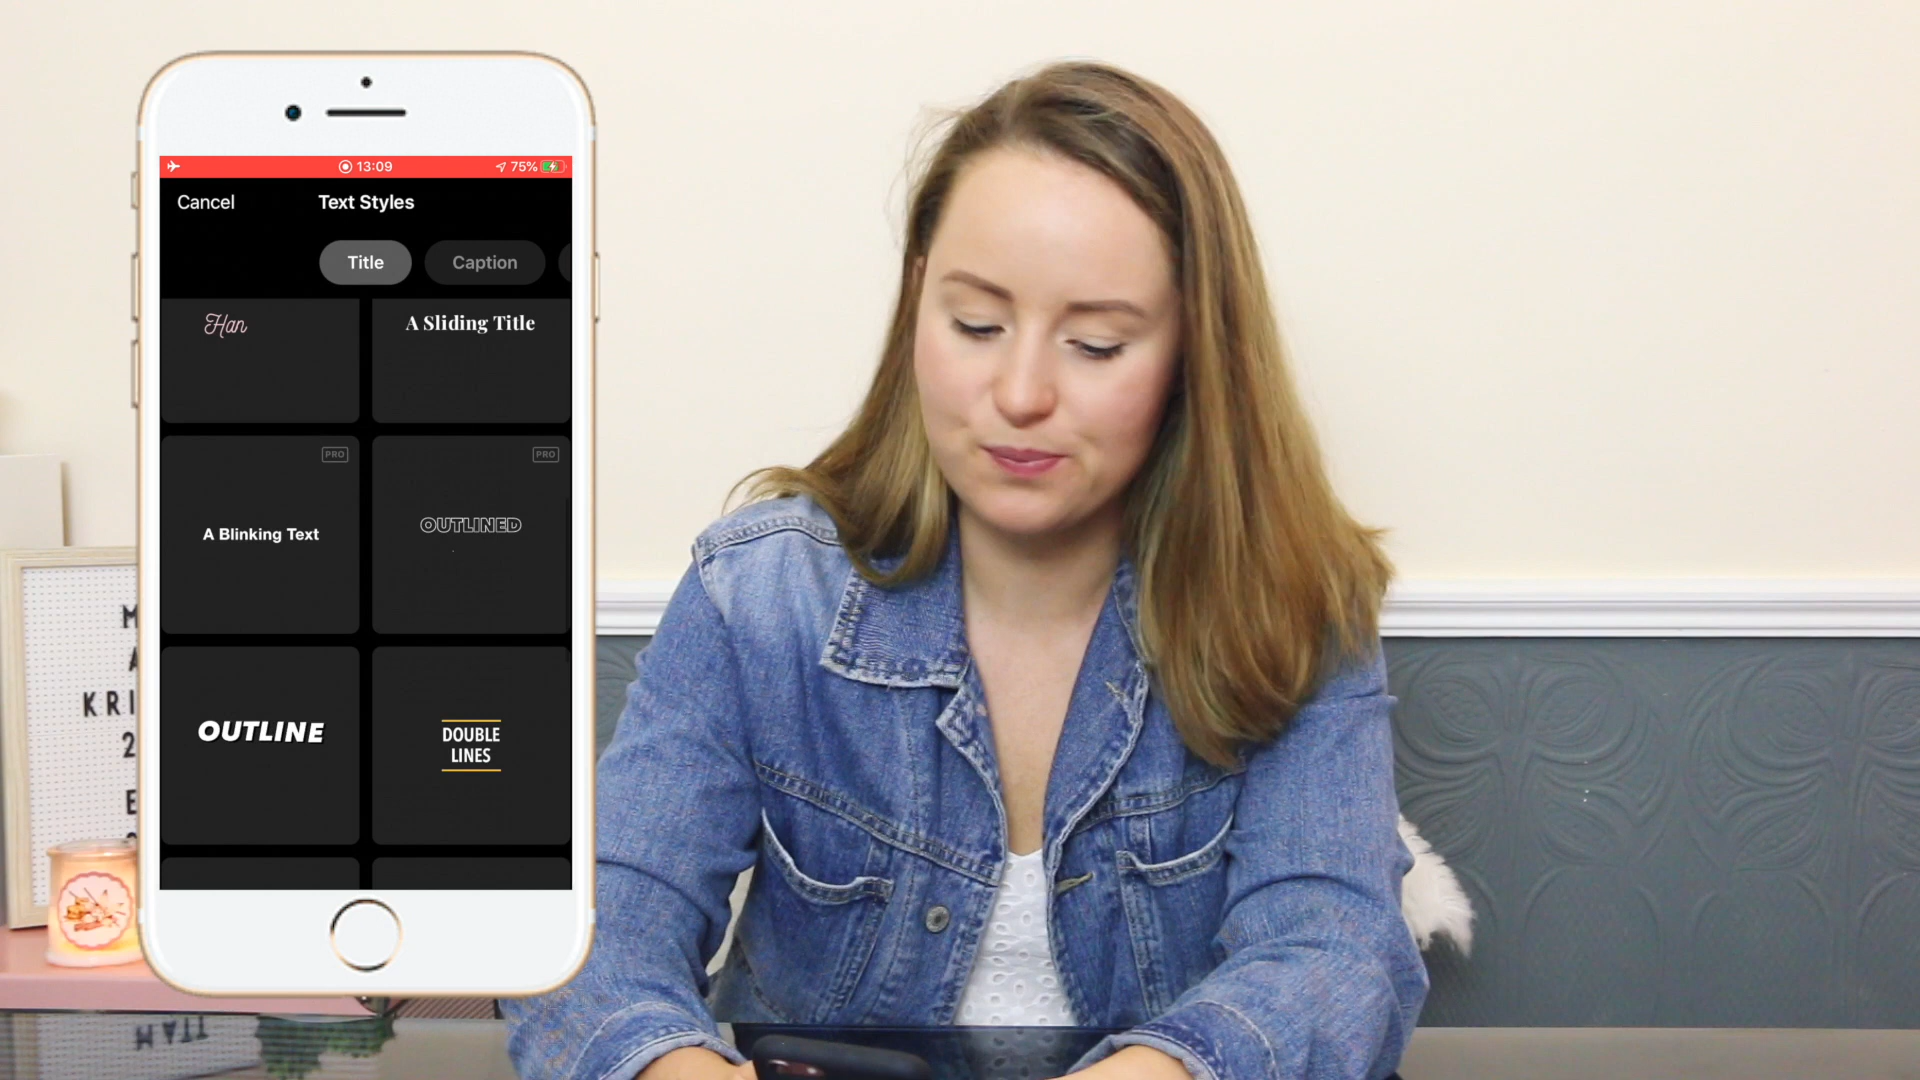 13:09
75%
Cancel
Text Styles
Title
Caption
Han
A Sliding Title
PRO
PRO
A Blinking Text
OUTLINED
OUTLINE
DOUBLE
LINES
M
A
KRI
2
E